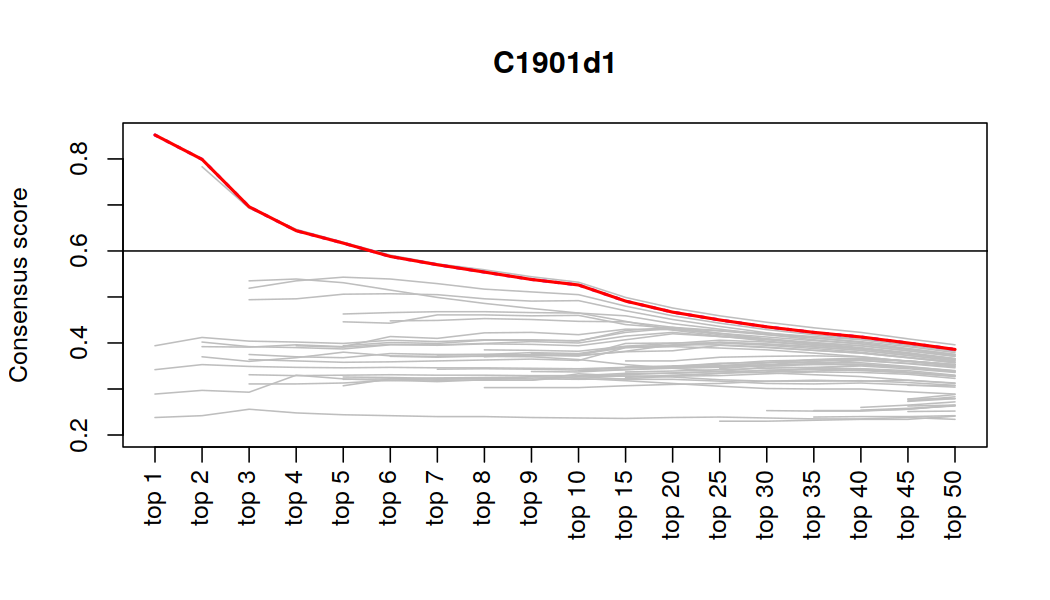 C1901d1
Consensus score
0.8
0.6
0.4
0.2
top 1
top 2
top 3
top 4
top 5
top 6
top 7
top 8
top 9
top 10
top 15
top 20
top 25
top 30
top 35
top 40
top 45
top 50